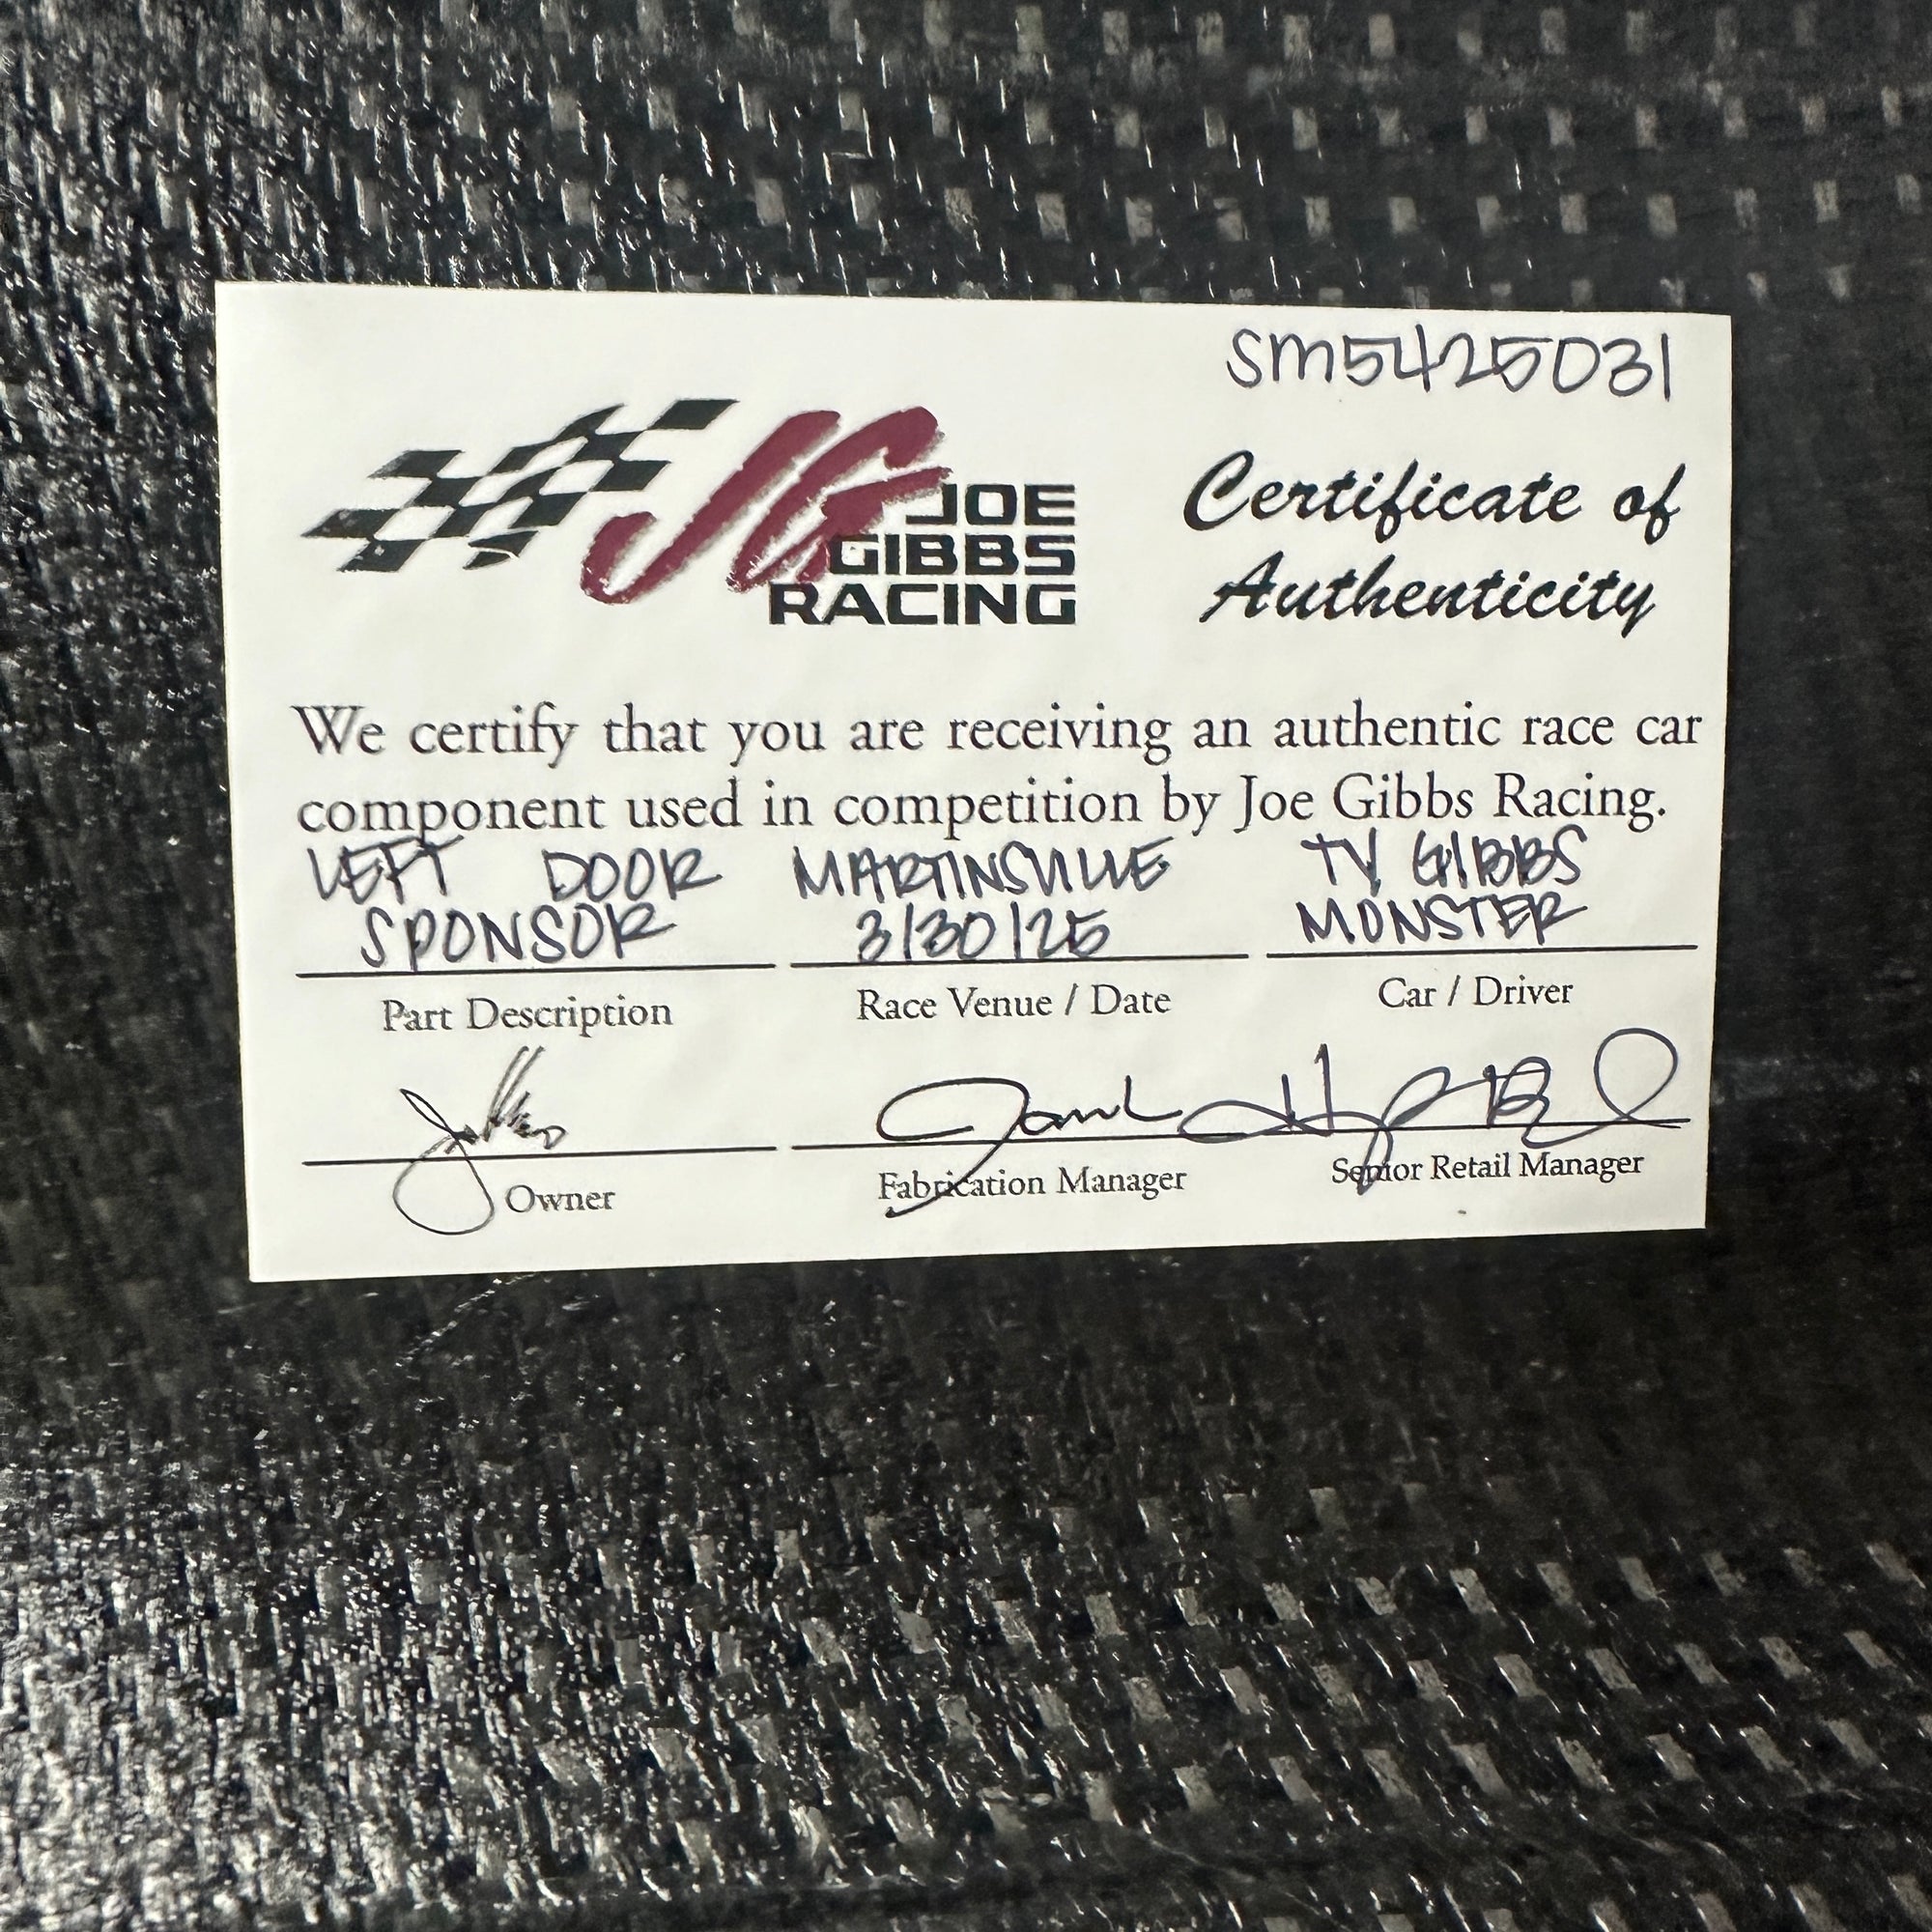 SM5425031
JG JOE
GIBBS
RACING
Certificate of
Authenticity
We certify that you are receiving an authentic race car
component used in competition by Joe Gibbs Racing.
LEFT DOOR
SPONSOR
Part Description
MARTINSVILLE
3/30/25
Race Venue / Date
TY GIBBS
MONSTER
Car / Driver
Owner
Fabrication Manager
Senior Retail Manager